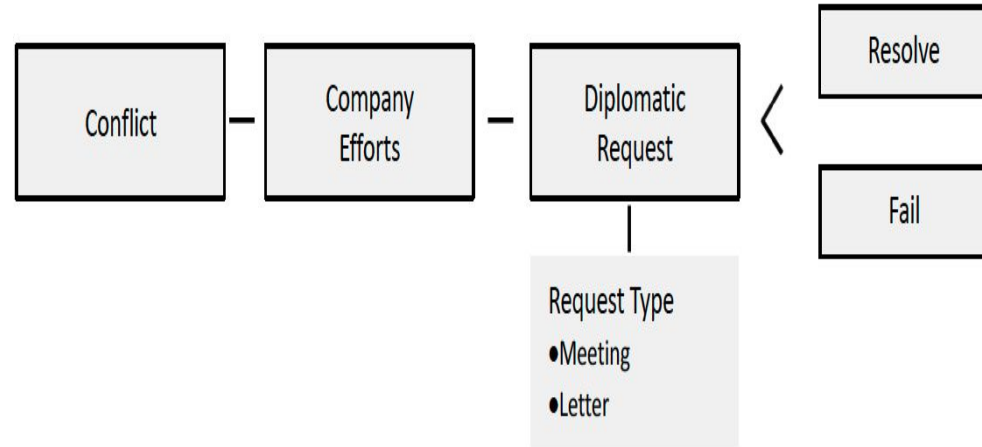 Conflict
Company
Efforts
Diplomatic
Request
Resolve
Fail
Request Type
●Meeting
●Letter